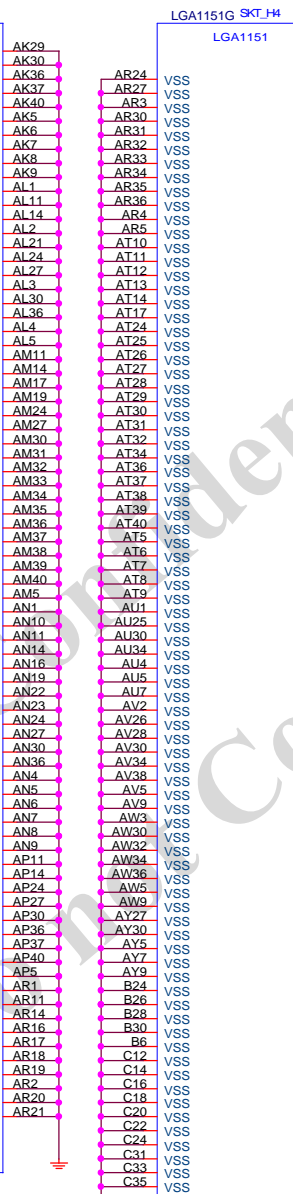 LGA1151G SKT_H4
LGA1151
AK29
AK30
AK36
AK37
AK40
AK5
AK6
AK7
AK8
AK9
AL1
AL11
AL14
AL2
AL21
AL24
AL27
AL3
AL30
AL36
AL4
AL5
AM11
AM14
AM17
AM19
AM24
AM27
AM30
AM31
AM32
AM33
AM34
AM35
AM36
AM37
AM38
AM39
AM40
AM5
AN1
AN10
AN11
AN14
AN16
AN19
AN22
AN23
AN24
AN27
AN30
AN36
AN4
AN5
AN6
AN7
AN8
AN9
AP11
AP14
AP24
AP27
AP30
AP36
AP37
AP40
AP5
AR1
AR11
AR14
AR16
AR17
AR18
AR19
AR2
AR20
AR21
AR24 VSS
AR27 VSS
AR3 VSS
AR30 VSS
AR31 VSS
AR32 VSS
AR33 VSS
AR34 VSS
AR35 VSS
AR36 VSS
AR4 VSS
AR5 VSS
AT10 VSS
AT11 VSS
AT12 VSS
AT13 VSS
AT14 VSS
AT17 VSS
AT24 VSS
AT25 VSS
AT26 VSS
AT27 VSS
AT28 VSS
AT29 VSS
AT30 VSS
AT31 VSS
AT32 VSS
AT34 VSS
AT36 VSS
AT37 VSS
AT38 VSS
AT39 VSS
AT40 VSS
AT5 VSS
AT6 VSS
AT7 VSS
AT8 VSS
AT9 VSS
AU1 VSS
AU25 VSS
AU30 VSS
AU34 VSS
AU4 VSS
AU5 VSS
AU7 VSS
AV2 VSS
AV26 VSS
AV28 VSS
AV30 VSS
AV34 VSS
AV38 VSS
AV5 VSS
AV9 VSS
AW3 VSS
AW30 VSS
AW32 VSS
AW34 VSS
AW36 VSS
AW5 VSS
AW9 VSS
AY27 VSS
AY30 VSS
AY5 VSS
AY7 VSS
AY9 VSS
B24 VSS
B26 VSS
B28 VSS
B30 VSS
B6 VSS
C12 VSS
C14 VSS
C16 VSS
C18 VSS
C20 VSS
C22 VSS
C24 VSS
C31 VSS
C33 VSS
C35 VSS
Confiden
o not Co